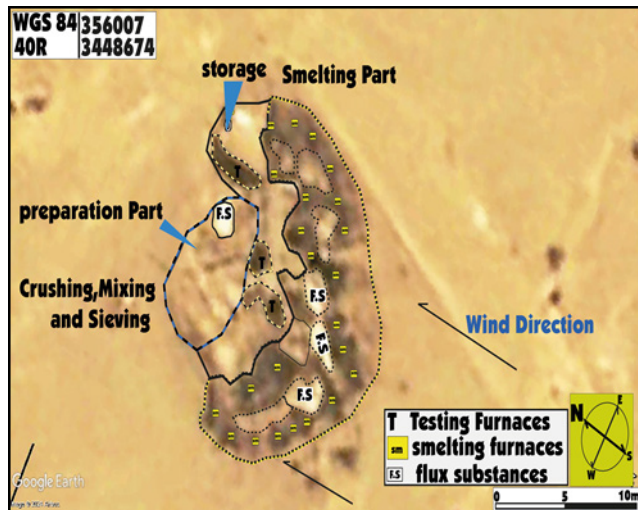 WGS 84 356007
40R 3448674
storage
Smelting Part
T
F.S
preparation Part
T
Crushing,Mixing
and Sieving
F.S
T
F.S
Wind Direction
F.S
T Testing Furnaces
sm smelting furnaces
F.S flux substances
N
E
S
W
Google Earth
0 5 10m